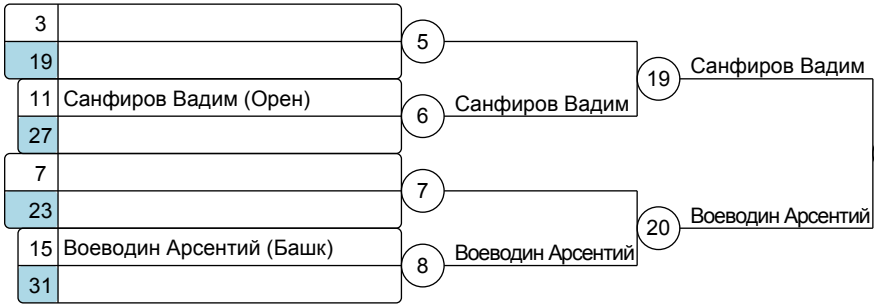 3
5
19
Санфиров Вадим
19
11 Санфиров Вадим (Орен)
6 Санфиров Вадим
27
7
7
23
20 Воеводин Арсентий
15 Воеводин Арсентий (Башк)
8 Воеводин Арсентий
31